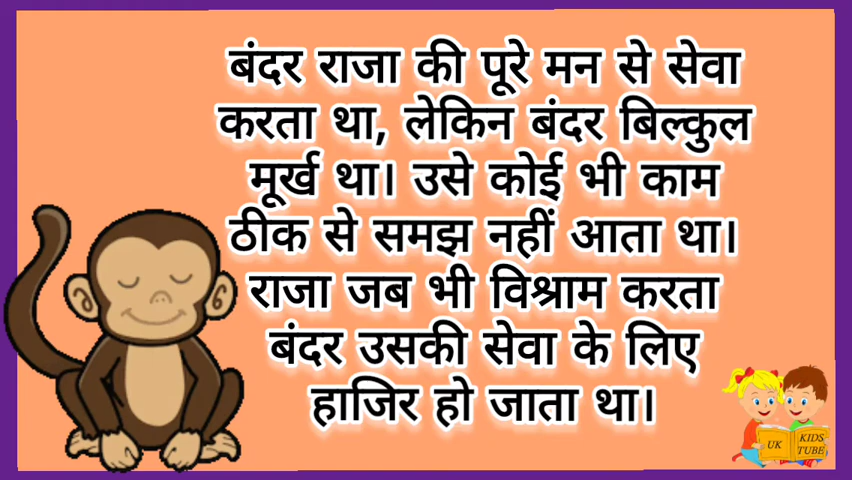 बंदर राजा की पूरे मन से सेवा
करता था, लेकिन बंदर बिल्कुल
मूर्ख था। उसे कोई भी काम
ठीक से समझ नहीं आता था।
राजा जब भी विश्राम करता
बंदर उसकी सेवा के लिए
हाजिर हो जाता था।
UK KIDS
TUBE